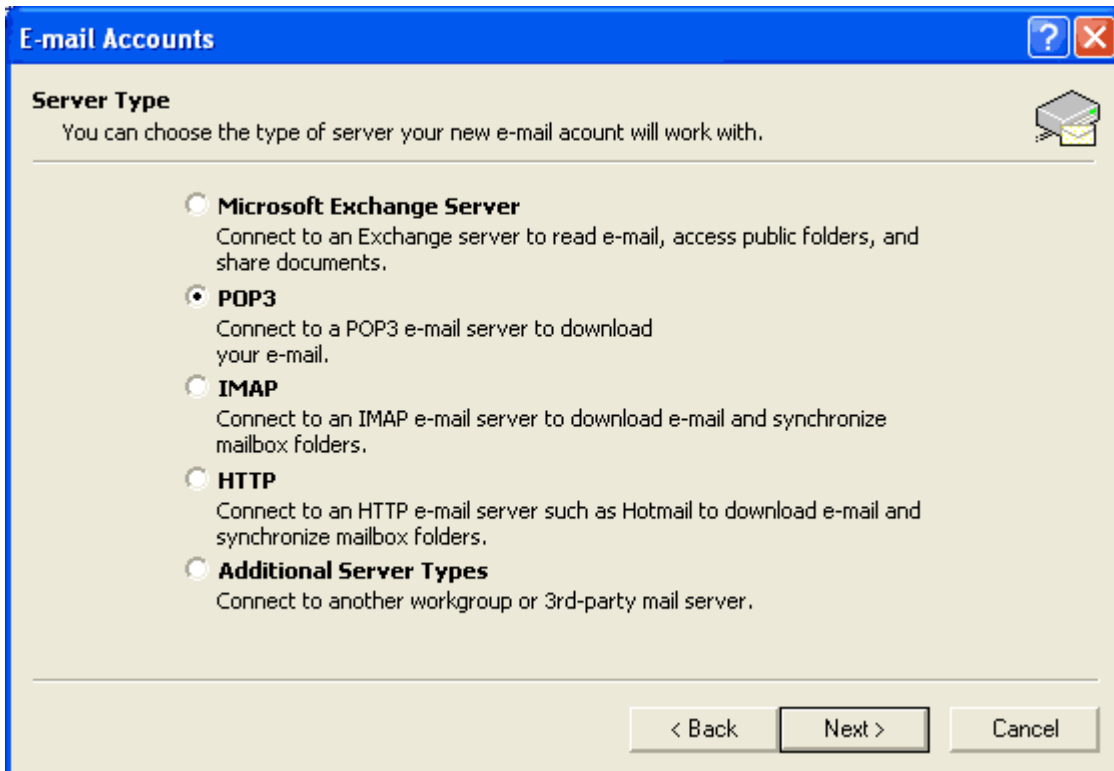 E-mail Accounts
Server Type
You can choose the type of server your new e-mail acount will work with.
Microsoft Exchange Server
Connect to an Exchange server to read e-mail, access public folders, and
share documents.
POP3
Connect to a POP3 e-mail server to download
your e-mail.
IMAP
Connect to an IMAP e-mail server to download e-mail and synchronize
mailbox folders.
HTTP
Connect to an HTTP e-mail server such as Hotmail to download e-mail and
synchronize mailbox folders.
Additional Server Types
Connect to another workgroup or 3rd-party mail server.
< Back Next > Cancel